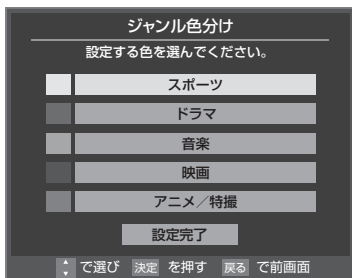 ジャンル色分け
設定する色を選んでください。
スポーツ
ドラマ
音楽
映画
アニメ／特撮
設定完了
で選び 決定 を押す 戻る で前画面